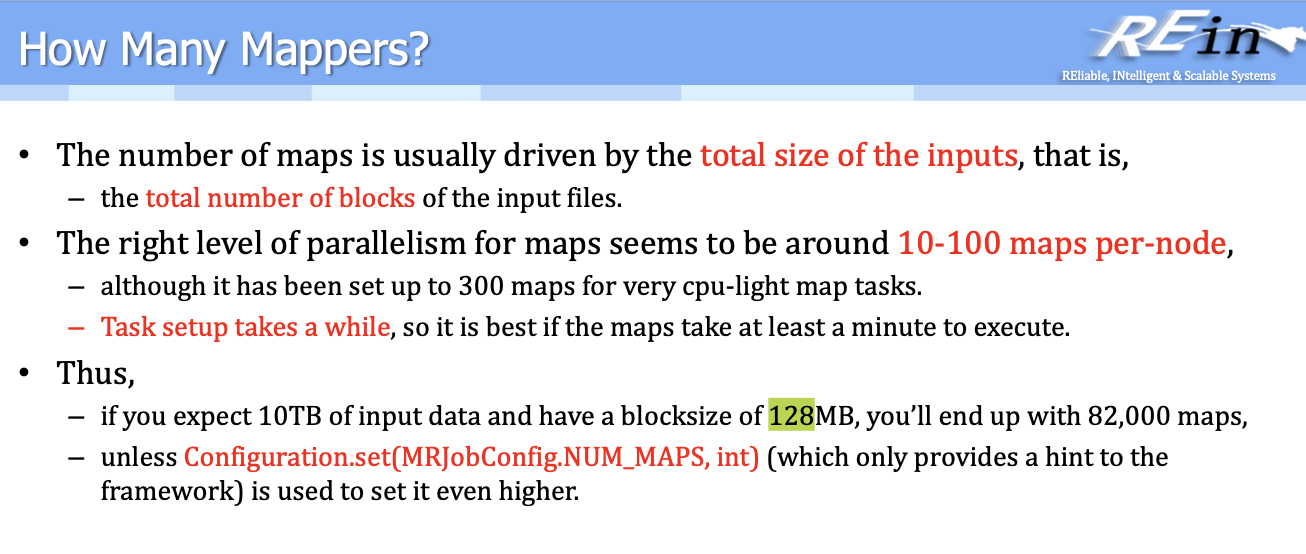 How Many Mappers?
REin
REliable, INtelligent & Scalable Systems
• The number of maps is usually driven by the total size of the inputs, that is,
– the total number of blocks of the input files.
• The right level of parallelism for maps seems to be around 10-100 maps per-node,
– although it has been set up to 300 maps for very cpu-light map tasks.
– Task setup takes a while, so it is best if the maps take at least a minute to execute.
• Thus,
– if you expect 10TB of input data and have a blocksize of 128MB, you’ll end up with 82,000 maps,
– unless Configuration.set(MRJobConfig.NUM_MAPS, int) (which only provides a hint to the
framework) is used to set it even higher.